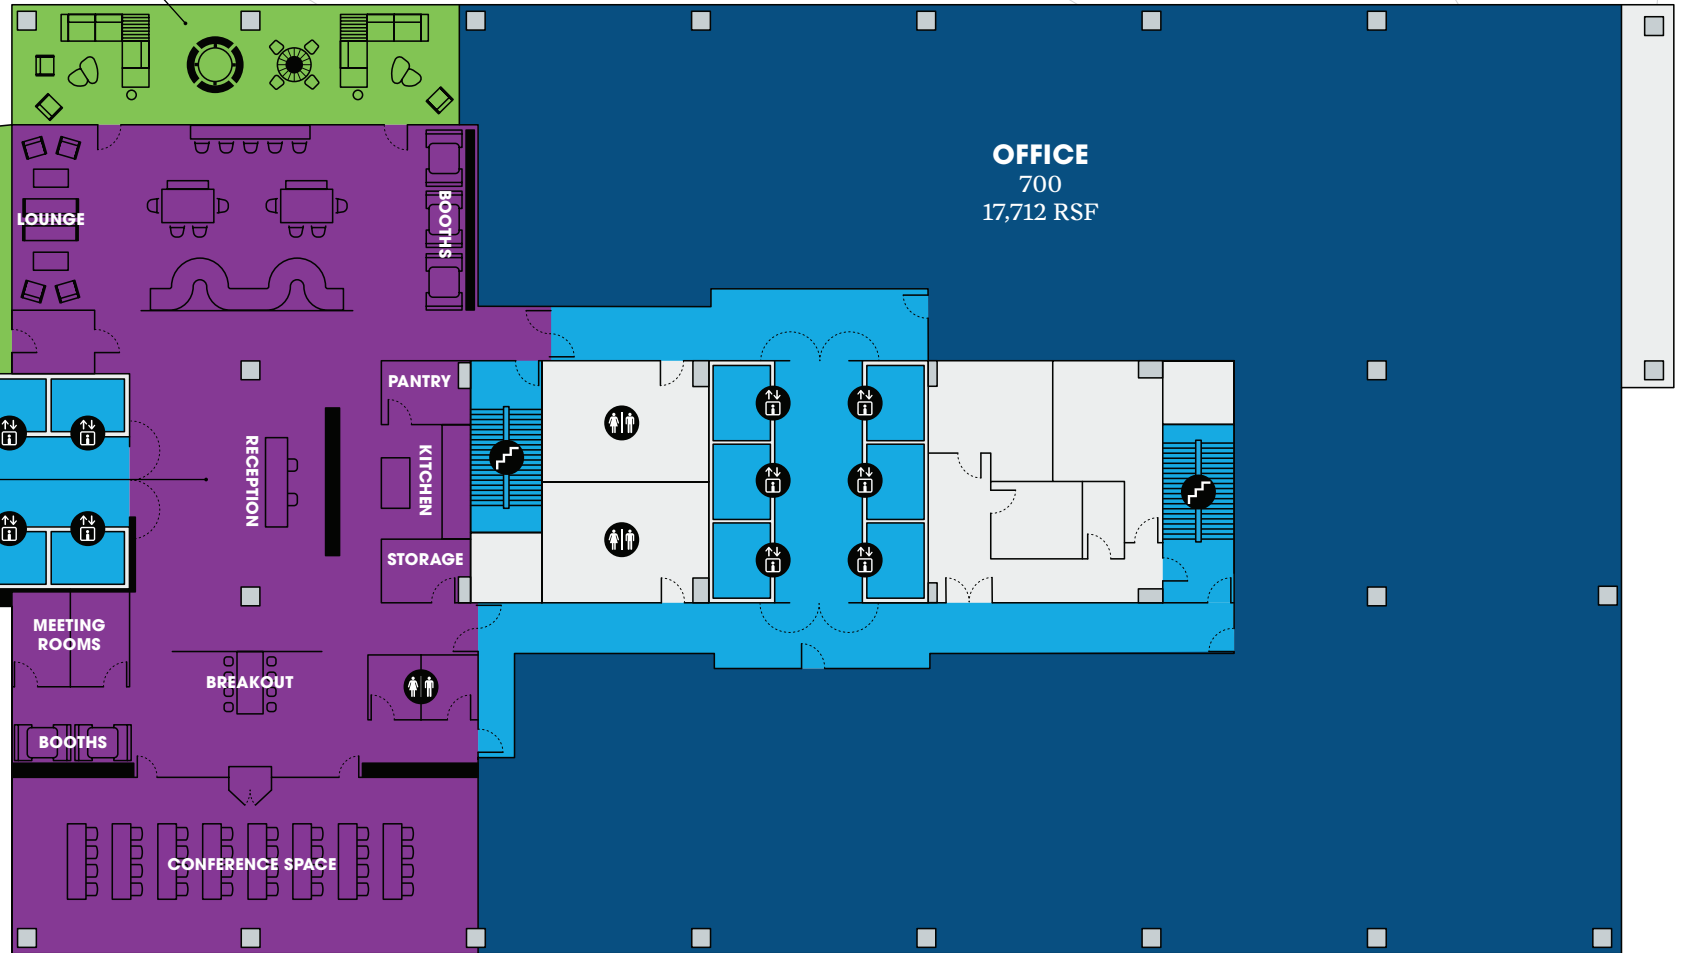 OFFICE
700
17,712 RSF
LOUNGE
BOOTHS
PANTRY
RECEPTION
KITCHEN
STORAGE
MEETING
ROOMS
BREAKOUT
BOOTHS
CONFERENCE SPACE